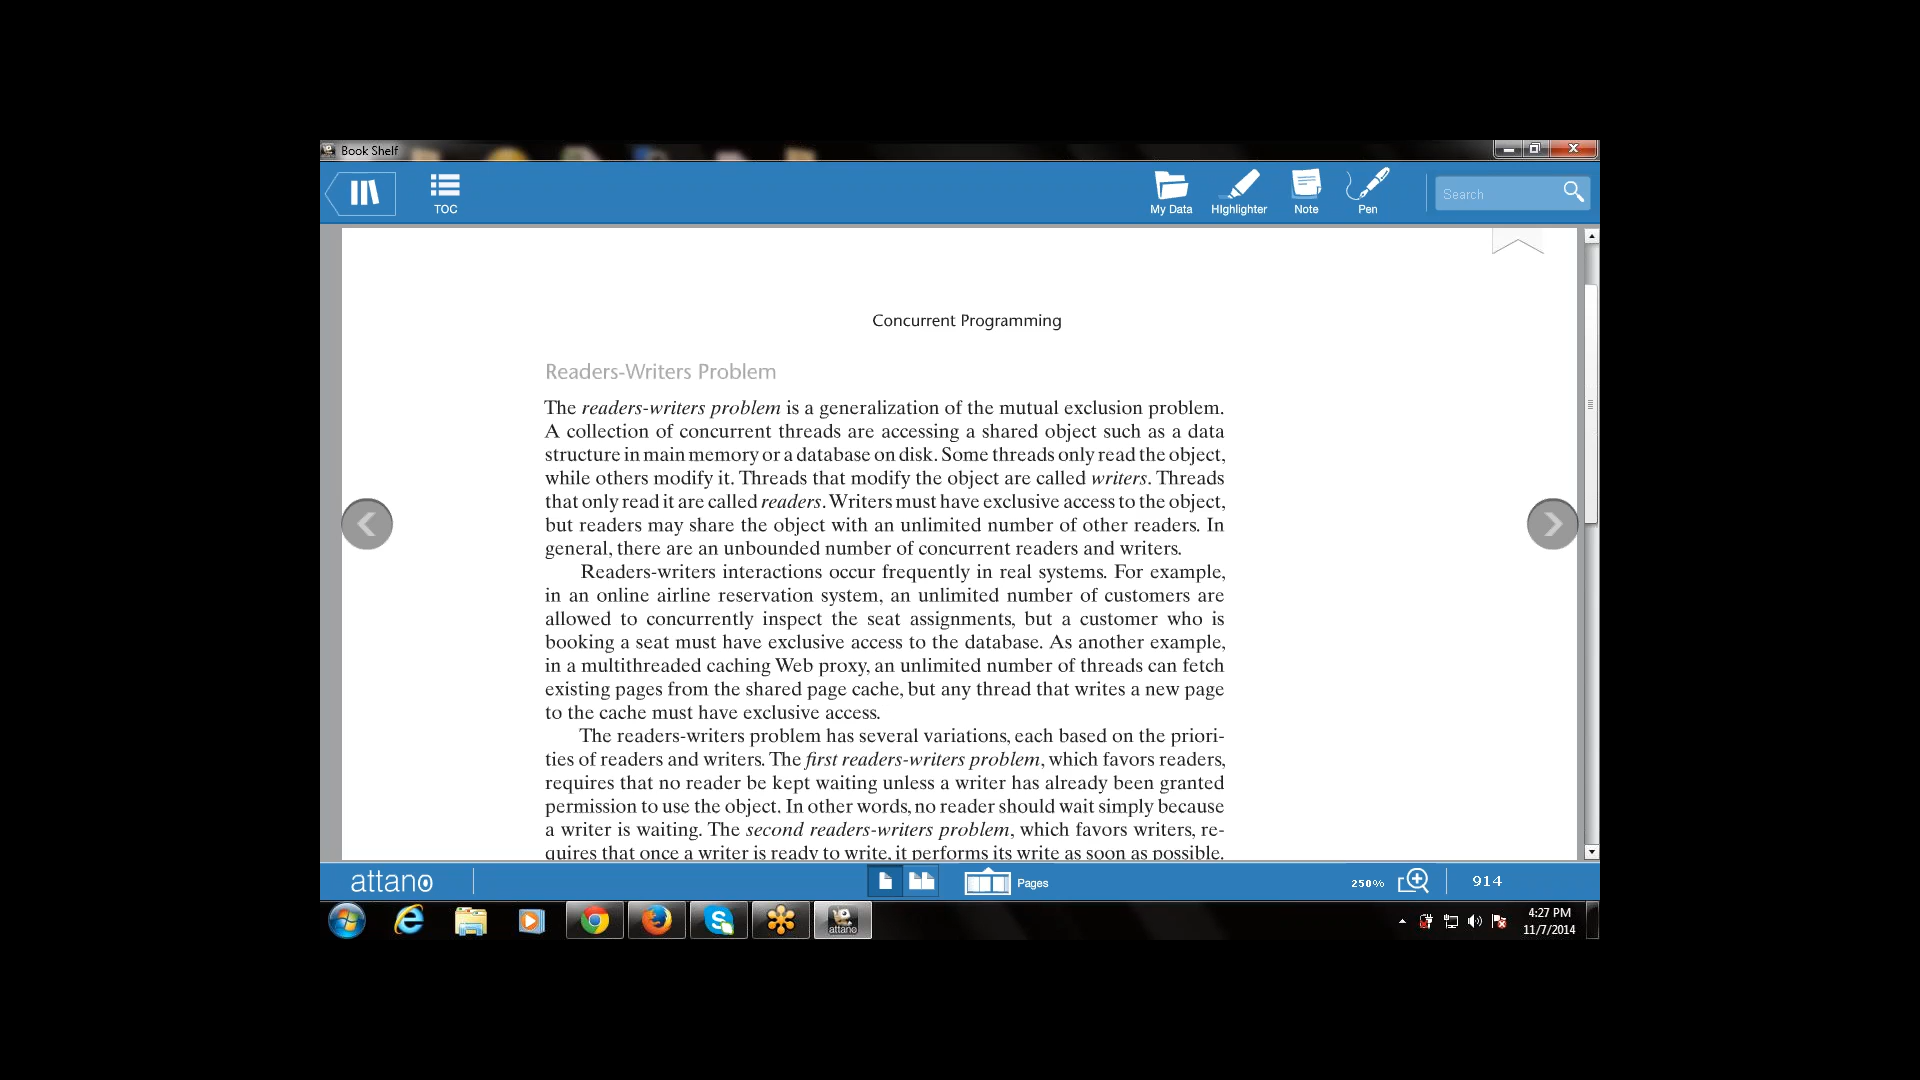 Book Shelf
TOC
My Data
HIghlighter
Note
Pen
Search
Concurrent Programming
Readers-Writers Problem
The readers-writers problem is a generalization of the mutual exclusion problem.
A collection of concurrent threads are accessing a shared object such as a data
structure in main memory or a database on disk. Some threads only read the object,
while others modify it. Threads that modify the object are called writers. Threads
that only read it are called readers. Writers must have exclusive access to the object,
but readers may share the object with an unlimited number of other readers. In
general, there are an unbounded number of concurrent readers and writers.
Readers-writers interactions occur frequently in real systems. For example,
in an online airline reservation system, an unlimited number of customers are
allowed to concurrently inspect the seat assignments, but a customer who is
booking a seat must have exclusive access to the database. As another example,
in a multithreaded caching Web proxy, an unlimited number of threads can fetch
existing pages from the shared page cache, but any thread that writes a new page
to the cache must have exclusive access.
The readers-writers problem has several variations, each based on the priori-
ties of readers and writers. The first readers-writers problem, which favors readers,
requires that no reader be kept waiting unless a writer has already been granted
permission to use the object. In other words, no reader should wait simply because
a writer is waiting. The second readers-writers problem, which favors writers, re-
quires that once a writer is ready to write, it performs its write as soon as possible.
attano
Pages
250%
914
attano
4:27 PM
11/7/2014